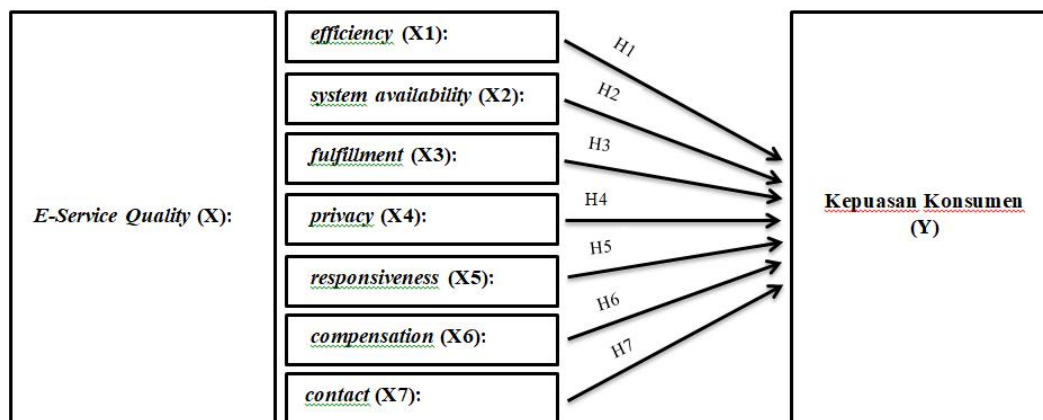 E-Service Quality (X):
efficiency (X1):
system availability (X2):
fulfillment (X3):
privacy (X4):
responsiveness (X5):
compensation (X6):
contact (X7):
H1
H2
H3
H4
H5
H6
H7
Kepuasan Konsumen
(Y)